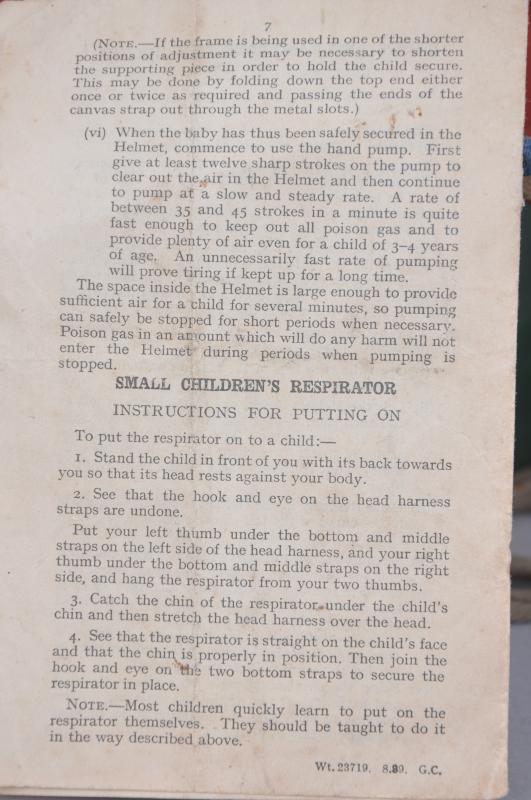 7
(NOTE.—If the frame is being used in one of the shorter
positions of adjustment it may be necessary to shorten
the supporting piece in order to hold the child secure.
This may be done by folding down the top end either
once or twice as required and passing the ends of the
canvas strap out through the metal slots.)
(vi) When the baby has thus been safely secured in the
Helmet, commence to use the hand pump. First
give at least twelve sharp strokes on the pump to
clear out the air in the Helmet and then continue
to pump at a slow and steady rate. A rate of
between 35 and 45 strokes in a minute is quite
fast enough to keep out all poison gas and to
provide plenty of air even for a child of 3–4 years
of age. An unnecessarily fast rate of pumping
will prove tiring if kept up for a long time.
The space inside the Helmet is large enough to provide
sufficient air for a child for several minutes, so pumping
can safely be stopped for short periods when necessary.
Poison gas in an amount which will do any harm will not
enter the Helmet during periods when pumping is
stopped.
SMALL CHILDREN'S RESPIRATOR
INSTRUCTIONS FOR PUTTING ON
To put the respirator on to a child:—
1. Stand the child in front of you with its back towards
you so that its head rests against your body.
2. See that the hook and eye on the head harness
straps are undone.
Put your left thumb under the bottom and middle
straps on the left side of the head harness, and your right
thumb under the bottom and middle straps on the right
side, and hang the respirator from your two thumbs.
3. Catch the chin of the respirator under the child's
chin and then stretch the head harness over the head.
4. See that the respirator is straight on the child's face
and that the chin is properly in position. Then join the
hook and eye on the two bottom straps to secure the
respirator in place.
NOTE.—Most children quickly learn to put on the
respirator themselves. They should be taught to do it
in the way described above.
Wt. 23719. 8.39. G.C.